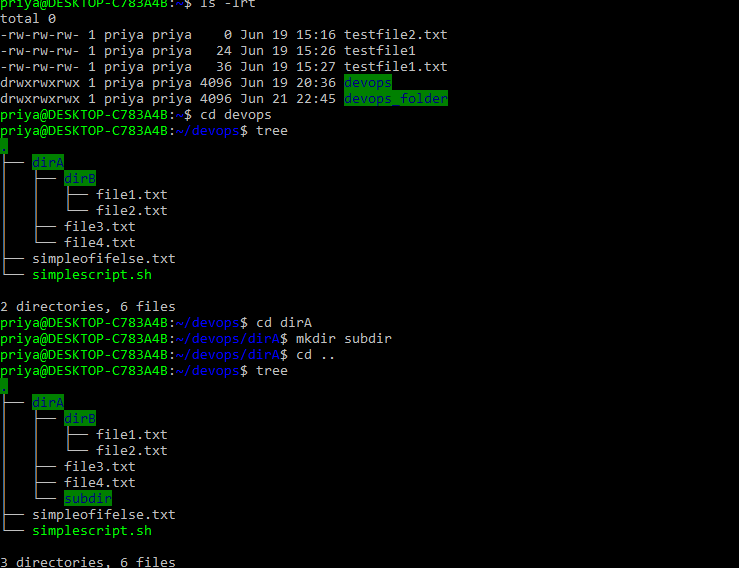 priya@DESKTOP-C783A4B:~$ ls -lrt
total 0
-rw-rw-rw- 1 priya priya    0 Jun 19 15:16 testfile2.txt
-rw-rw-rw- 1 priya priya   24 Jun 19 15:26 testfile1
-rw-rw-rw- 1 priya priya   36 Jun 19 15:27 testfile1.txt
drwxrwxrwx 1 priya priya 4096 Jun 19 20:36 devops
drwxrwxrwx 1 priya priya 4096 Jun 21 22:45 devops_folder
priya@DESKTOP-C783A4B:~$ cd devops
priya@DESKTOP-C783A4B:~/devops$ tree
.
├── dirA
│   ├── dirB
│   │   ├── file1.txt
│   │   └── file2.txt
│   ├── file3.txt
│   └── file4.txt
├── simpleofifelse.txt
└── simplescript.sh

2 directories, 6 files
priya@DESKTOP-C783A4B:~/devops$ cd dirA
priya@DESKTOP-C783A4B:~/devops/dirA$ mkdir subdir
priya@DESKTOP-C783A4B:~/devops/dirA$ cd ..
priya@DESKTOP-C783A4B:~/devops$ tree
.
├── dirA
│   ├── dirB
│   │   ├── file1.txt
│   │   └── file2.txt
│   ├── file3.txt
│   ├── file4.txt
│   └── subdir
├── simpleofifelse.txt
└── simplescript.sh

3 directories, 6 files